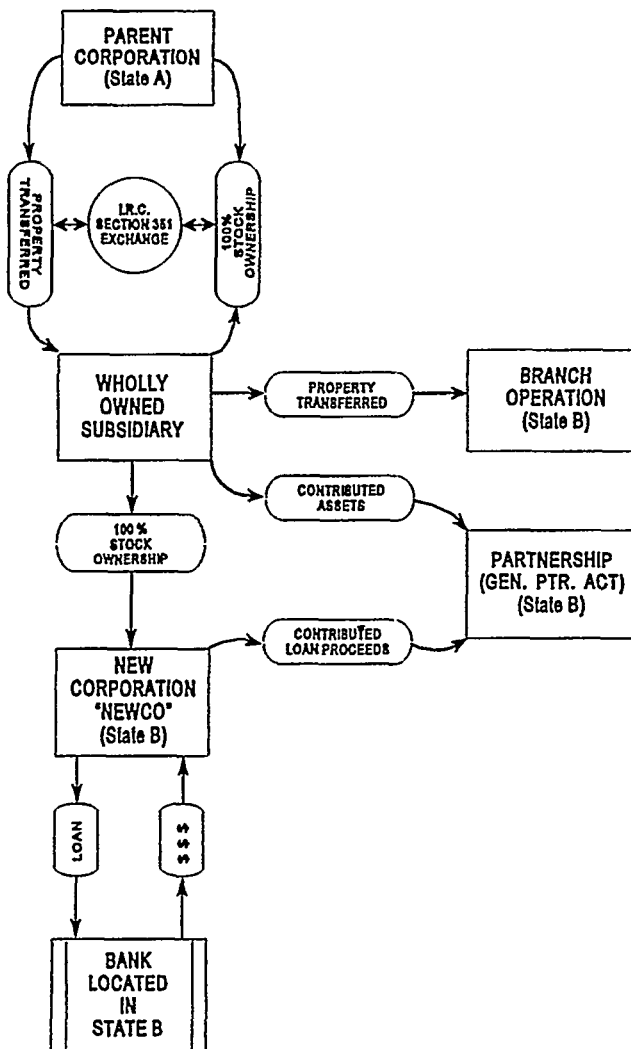 PARENT
CORPORATION
(State A)
PROPERTY
TRANSFERRED
I.R.C.
SECTION 351
EXCHANGE
100%
STOCK
OWNERSHIP
WHOLLY
OWNED
SUBSIDIARY
PROPERTY
TRANSFERRED
BRANCH
OPERATION
(State B)
CONTRIBUTED
ASSETS
100%
STOCK
OWNERSHIP
PARTNERSHIP
(GEN. PTR. ACT)
(State B)
NEW
CORPORATION
"NEWCO"
(State B)
CONTRIBUTED
LOAN PROCEEDS
LOAN
$ $ $
BANK
LOCATED
IN
STATE B